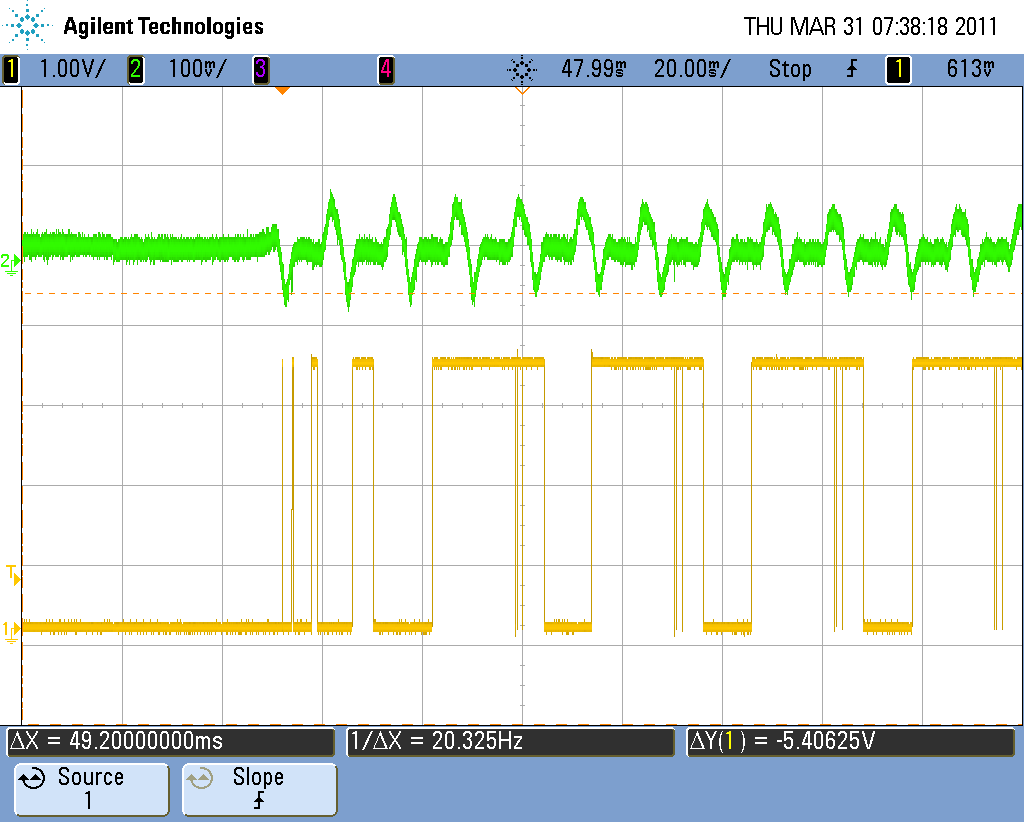 Agilent Technologies THU MAR 31 07:38:18 2011
1 1.00V/ 2 100mV/ 3 4 47.99ms 20.00ms/ Stop 1 613mV
2
T
1
ΔX = 49.20000000ms 1/ΔX = 20.325Hz ΔY(1) = -5.40625V
Source Slope
1